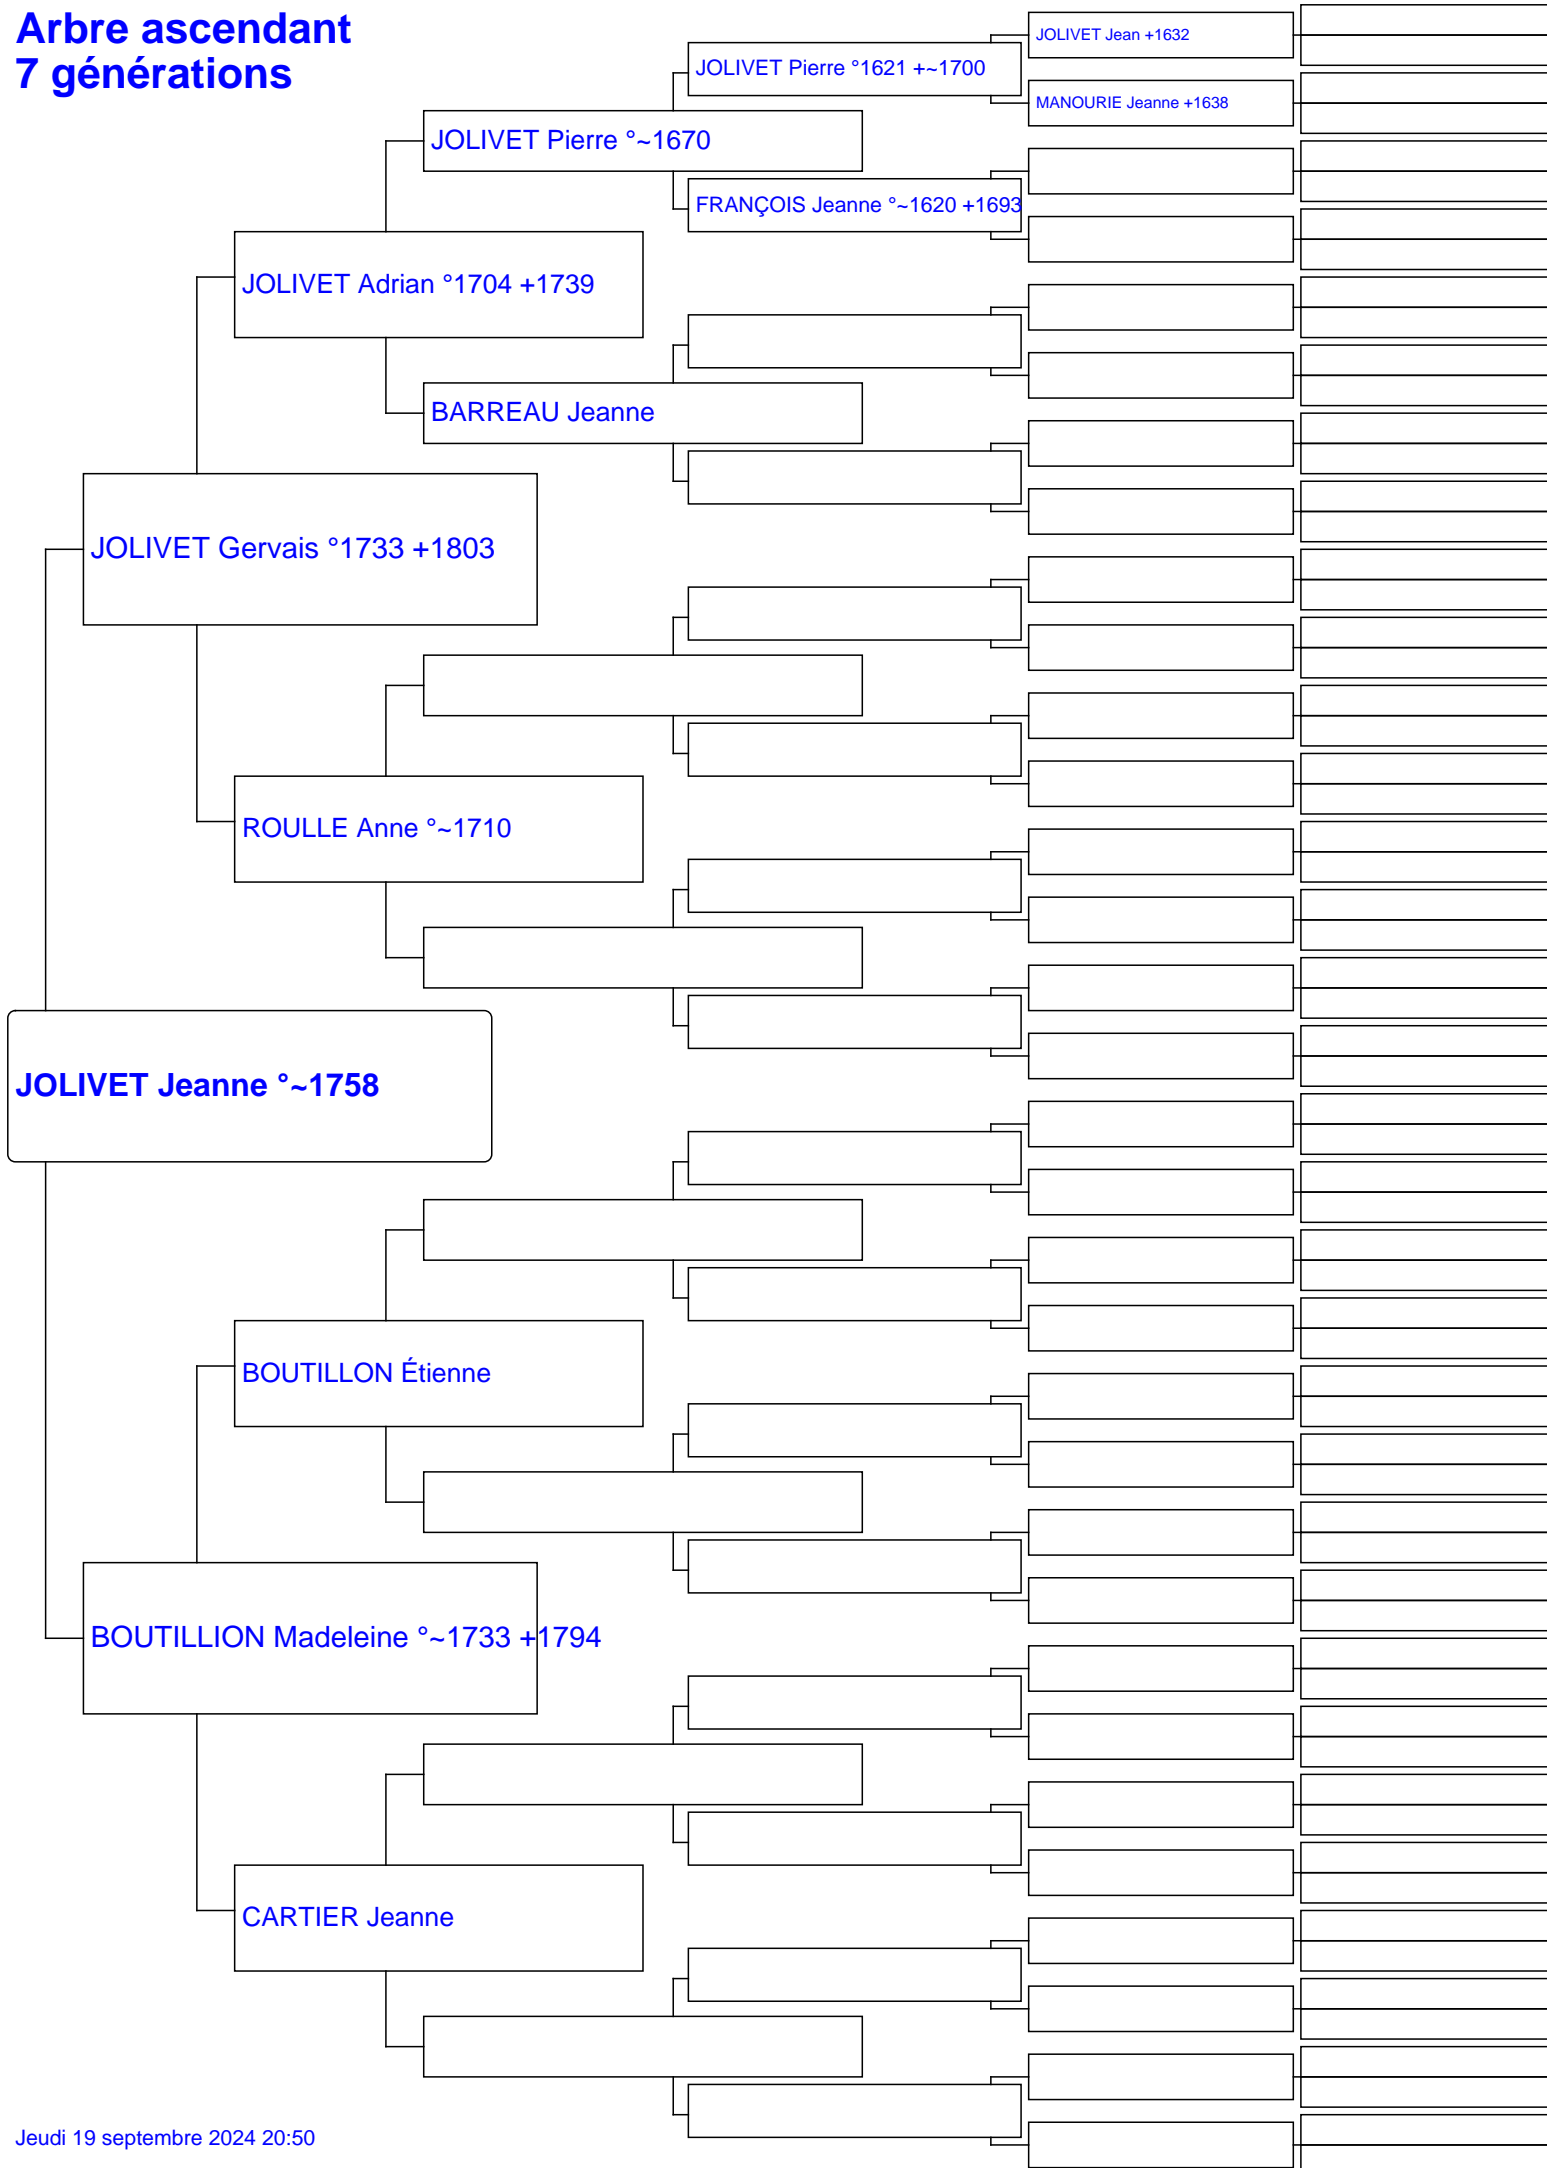 Arbre ascendant
7 générations
JOLIVET Jean +1632
JOLIVET Pierre °1621 +~1700
MANOURIE Jeanne +1638
JOLIVET Pierre °~1670
FRANÇOIS Jeanne °~1620 +1693
JOLIVET Adrian °1704 +1739
BARREAU Jeanne
JOLIVET Gervais °1733 +1803
ROULLE Anne °~1710
JOLIVET Jeanne °~1758
BOUTILLON Étienne
BOUTILLION Madeleine °~1733 +1794
CARTIER Jeanne
Jeudi 19 septembre 2024 20:50